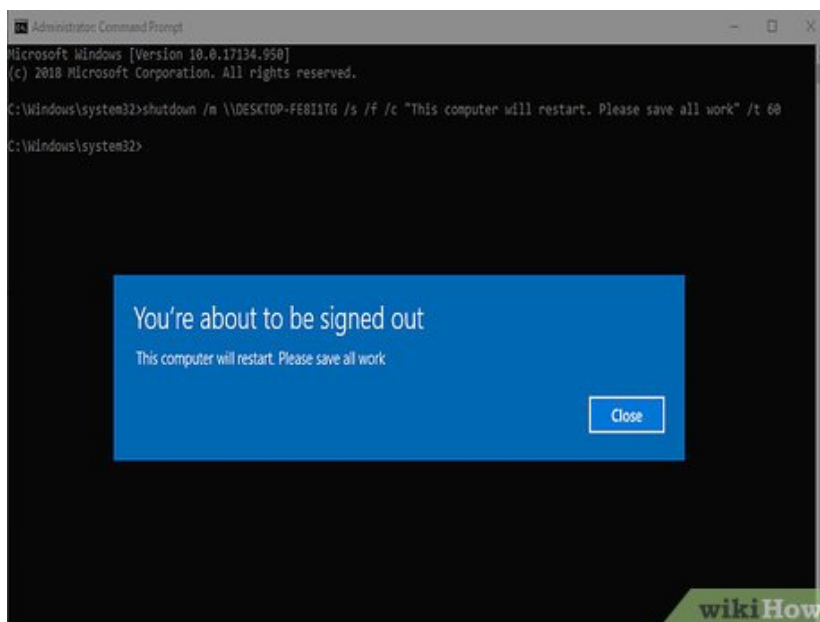 Administrator: Command Prompt
Microsoft Windows [Version 10.0.17134.950]
(c) 2018 Microsoft Corporation. All rights reserved.
C:\Windows\system32>shutdown /m \\DESKTOP-FE8I1TG /s /f /c "This computer will restart. Please save all work" /t 60
C:\Windows\system32>
You're about to be signed out
This computer will restart. Please save all work
Close
wikiHow